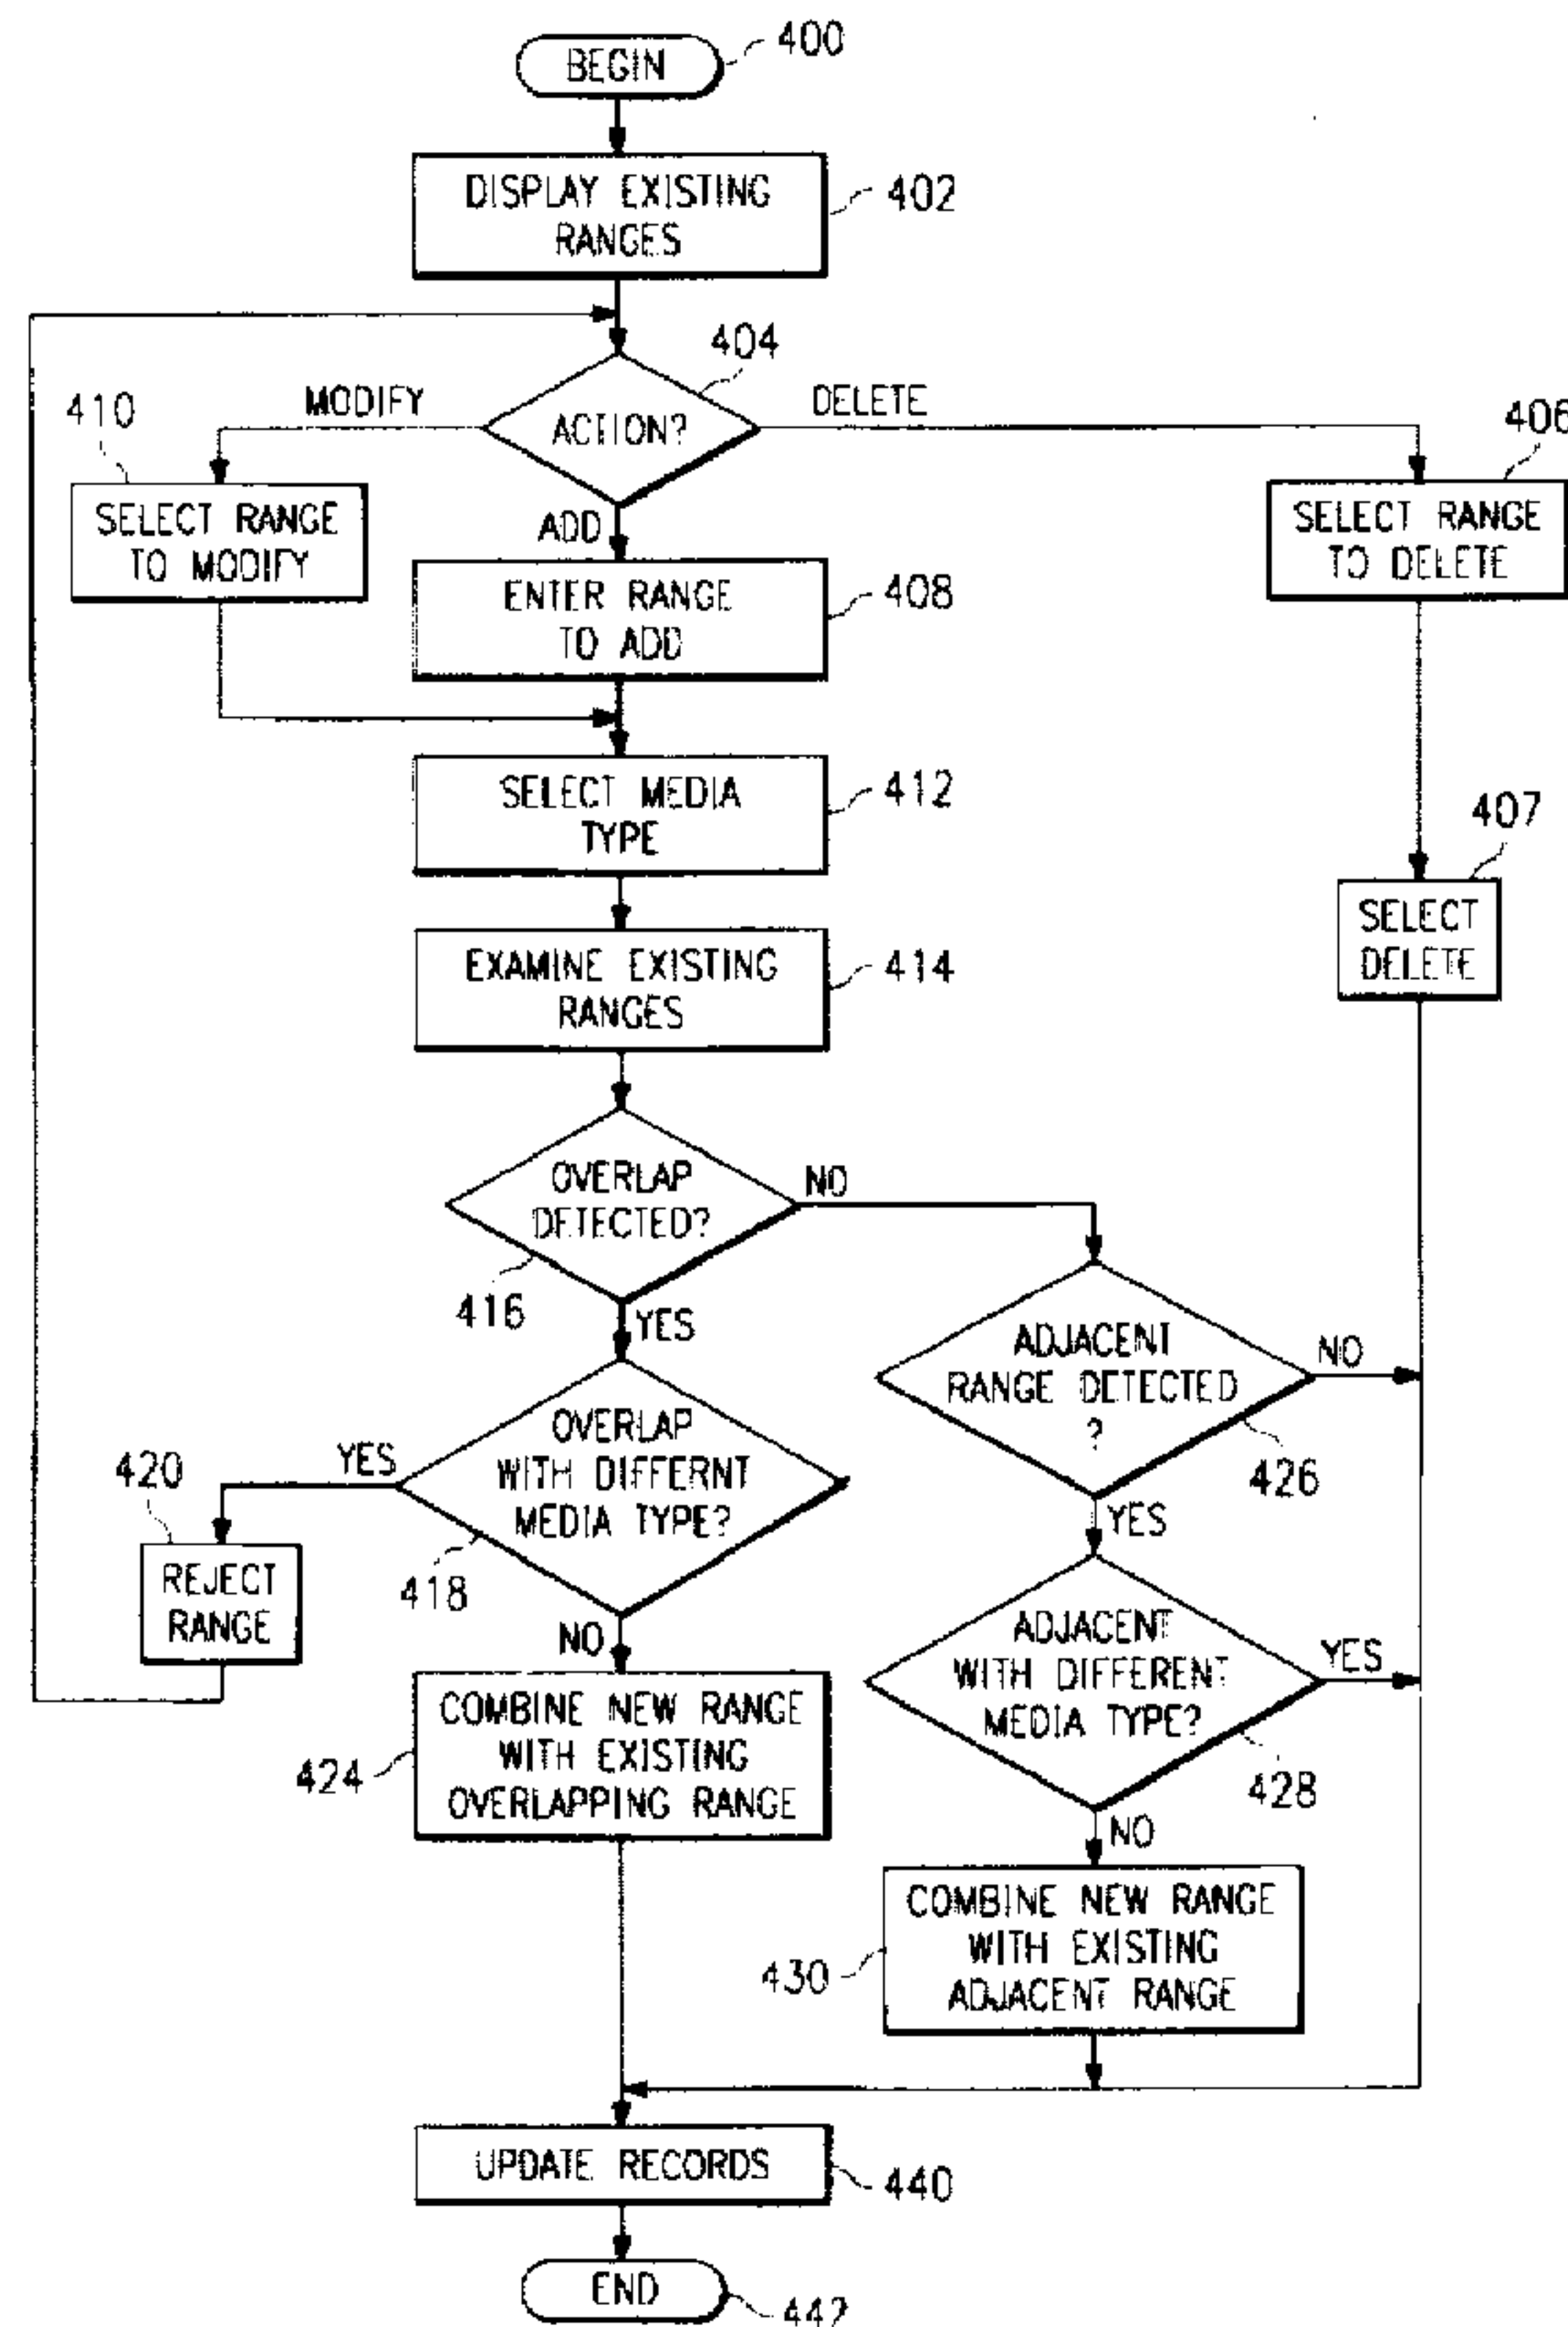 BEGIN
400
DISPLAY EXISTING
RANGES
402
404
ACTION?
MODIFY
DELETE
ADD
410
SELECT RANGE
TO MODIFY
406
SELECT RANGE
TO DELETE
ENTER RANGE
TO ADD
408
SELECT MEDIA
TYPE
412
407
SELECT
DELETE
EXAMINE EXISTING
RANGES
414
OVERLAP
DETECTED?
NO
416
YES
ADJACENT
RANGE DETECTED
?
NO
426
YES
OVERLAP
WITH DIFFERNT
MEDIA TYPE?
YES
418
NO
420
REJECT
RANGE
ADJACENT
WITH DIFFERENT
MEDIA TYPE?
YES
428
NO
COMBINE NEW RANGE
WITH EXISTING
OVERLAPPING RANGE
424
COMBINE NEW RANGE
WITH EXISTING
ADJACENT RANGE
430
UPDATE RECORDS
440
END
442